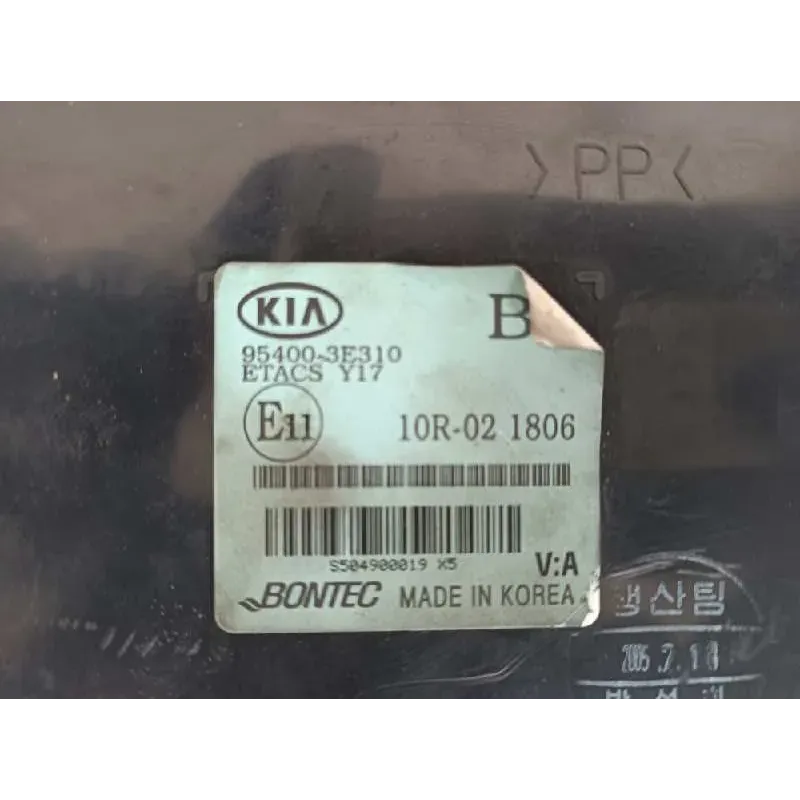 >PP<
KIA
B
95400-3E310
ETACS Y17
E11
10R-02 1806
S504900019 X5
V:A
BONTEC MADE IN KOREA
생산팀
2005.7.18